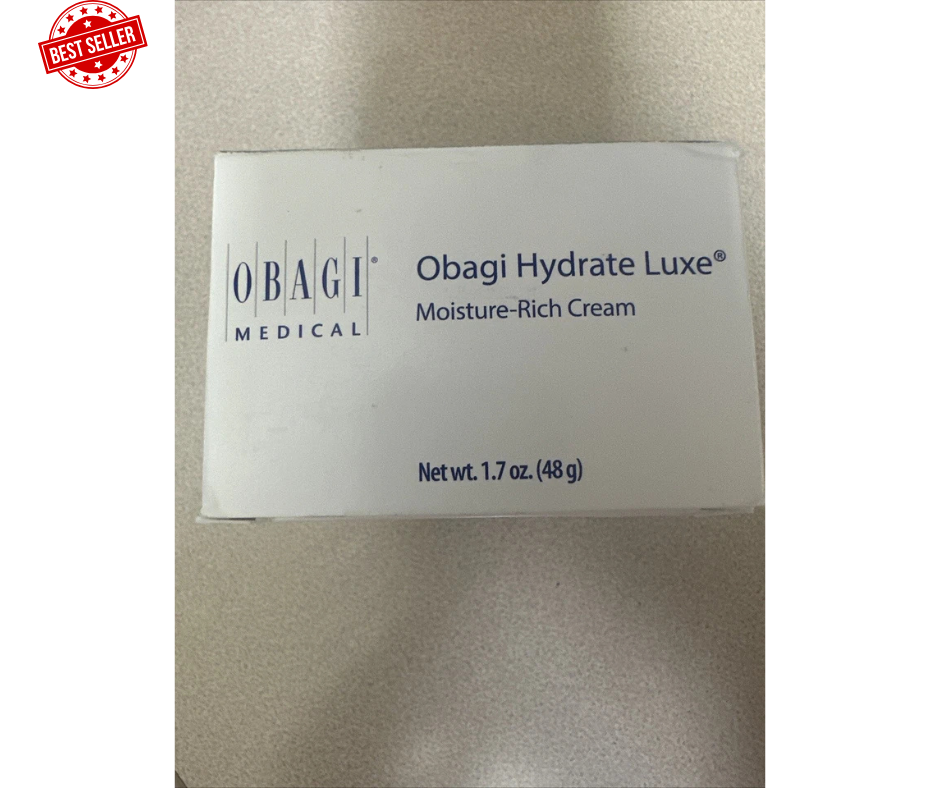 BEST SELLER
OBAGI®
MEDICAL
Obagi Hydrate Luxe®
Moisture-Rich Cream
Net wt. 1.7 oz. (48 g)